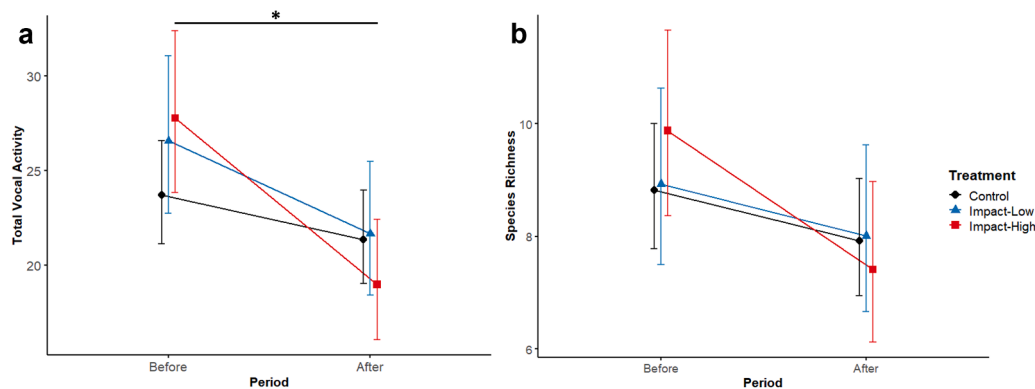 a
*
Total Vocal Activity
30
25
20
Before
After
Period
b
Species Richness
10
8
6
Before
After
Period
Treatment
Control
Impact-Low
Impact-High